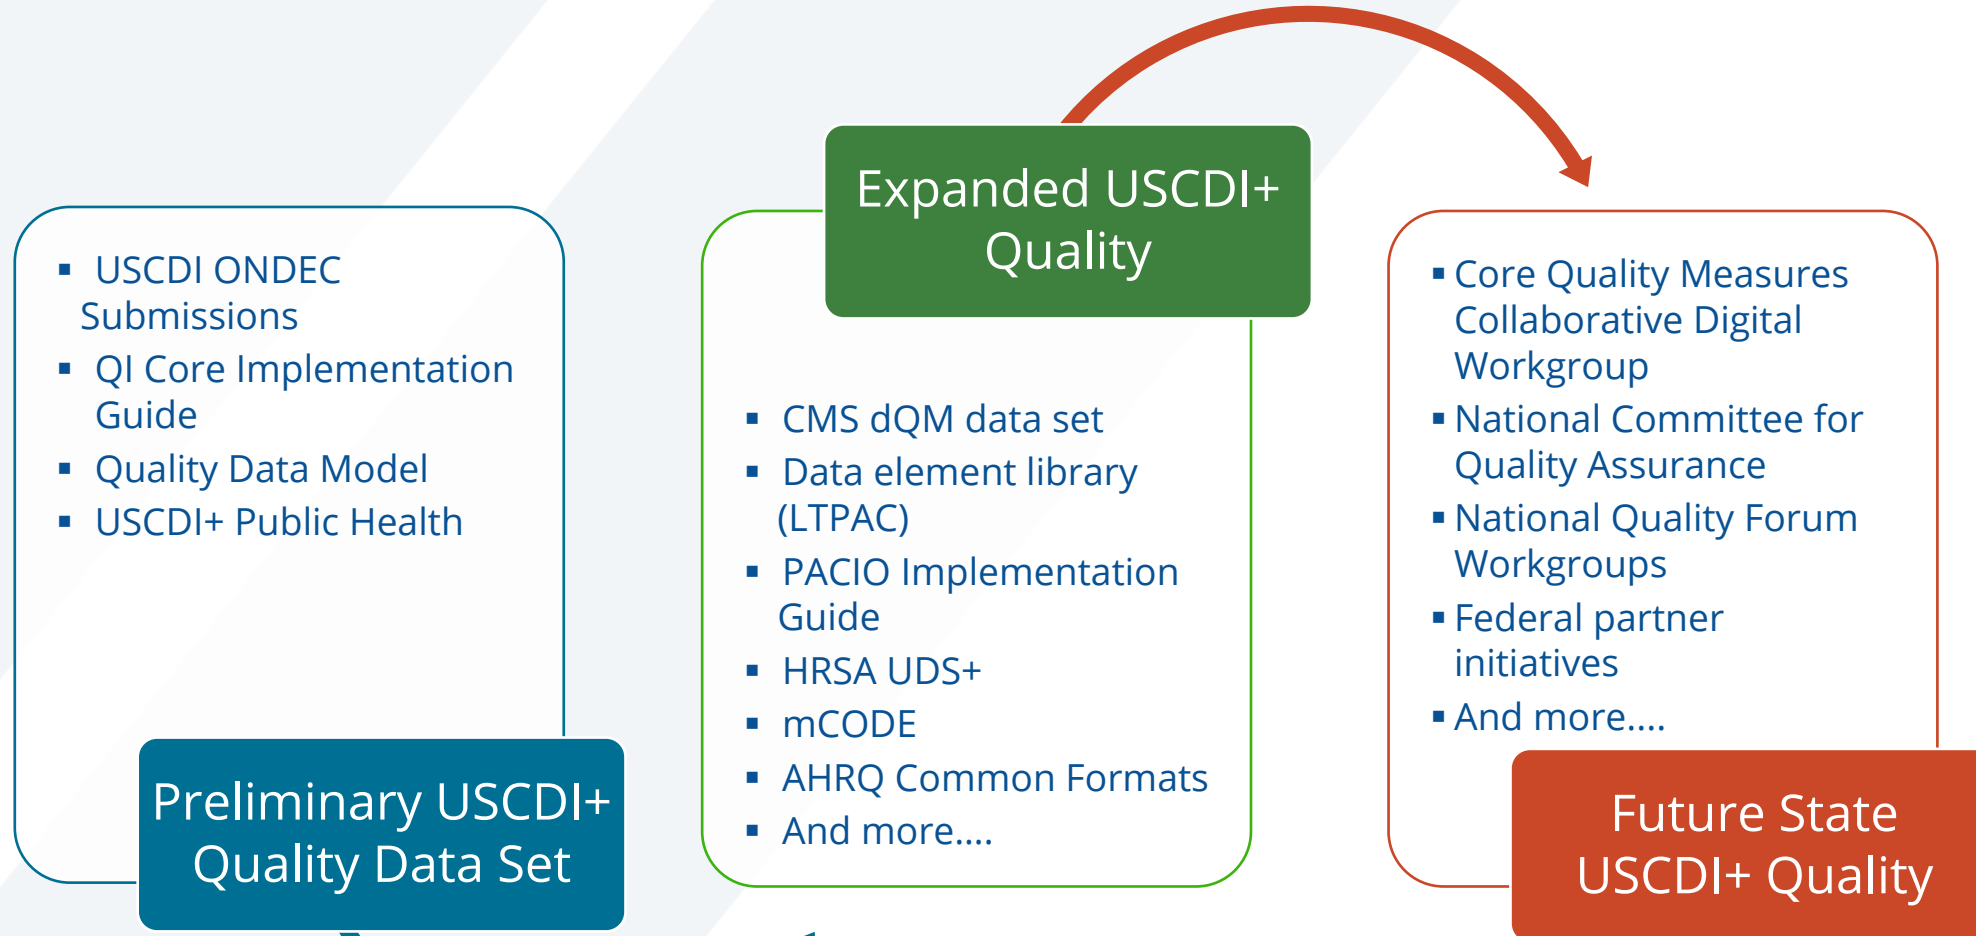 ▪ USCDI ONDEC
Submissions
▪ QI Core Implementation
Guide
▪ Quality Data Model
▪ USCDI+ Public Health
Preliminary USCDI+
Quality Data Set
Expanded USCDI+
Quality
▪ CMS dQM data set
▪ Data element library
(LTPAC)
▪ PACIO Implementation
Guide
▪ HRSA UDS+
▪ mCODE
▪ AHRQ Common Formats
▪ And more....
▪ Core Quality Measures
Collaborative Digital
Workgroup
▪ National Committee for
Quality Assurance
▪ National Quality Forum
Workgroups
▪ Federal partner
initiatives
▪ And more....
Future State
USCDI+ Quality